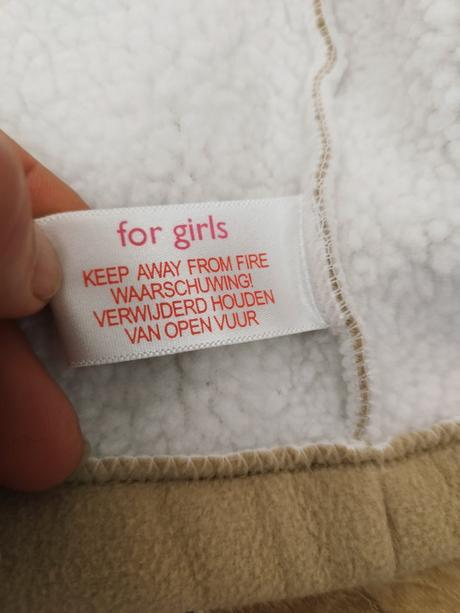 for girls
KEEP AWAY FROM FIRE
WAARSCHUWING!
VERWIJDERD HOUDEN
VAN OPEN VUUR